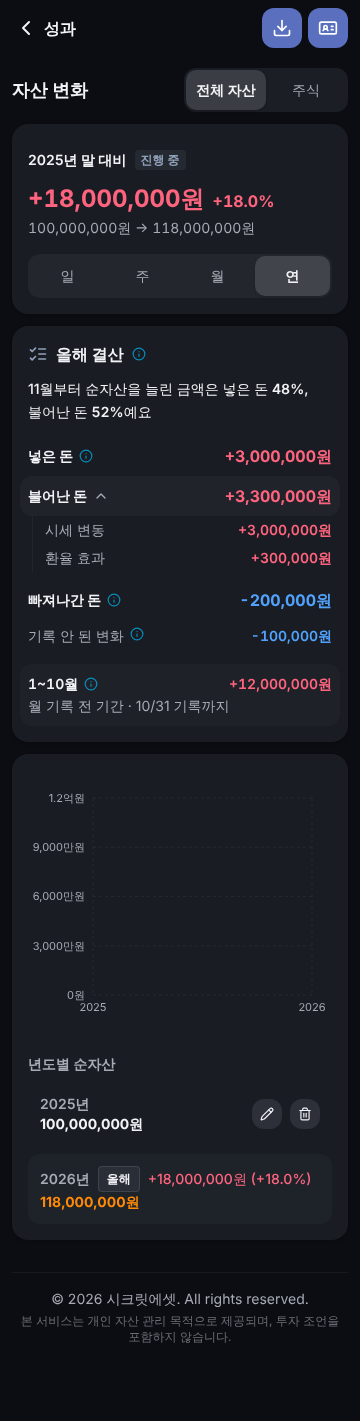 성과
자산 변화
전체 자산 주식
2025년 말 대비 진행 중
+18,000,000원 +18.0%
100,000,000원 → 118,000,000원
일 주 월 연
올해 결산
11월부터 순자산을 늘린 금액은 넣은 돈 48%,
불어난 돈 52%예요
넣은 돈 +3,000,000원
불어난 돈 +3,300,000원
시세 변동 +3,000,000원
환율 효과 +300,000원
빠져나간 돈 -200,000원
기록 안 된 변화 -100,000원
1~10월 +12,000,000원
월 기록 전 기간 · 10/31 기록까지
1.2억원
9,000만원
6,000만원
3,000만원
0원
2025 2026
년도별 순자산
2025년
100,000,000원
2026년 올해 +18,000,000원 (+18.0%)
118,000,000원
© 2026 시크릿에셋. All rights reserved.
본 서비스는 개인 자산 관리 목적으로 제공되며, 투자 조언을
포함하지 않습니다.